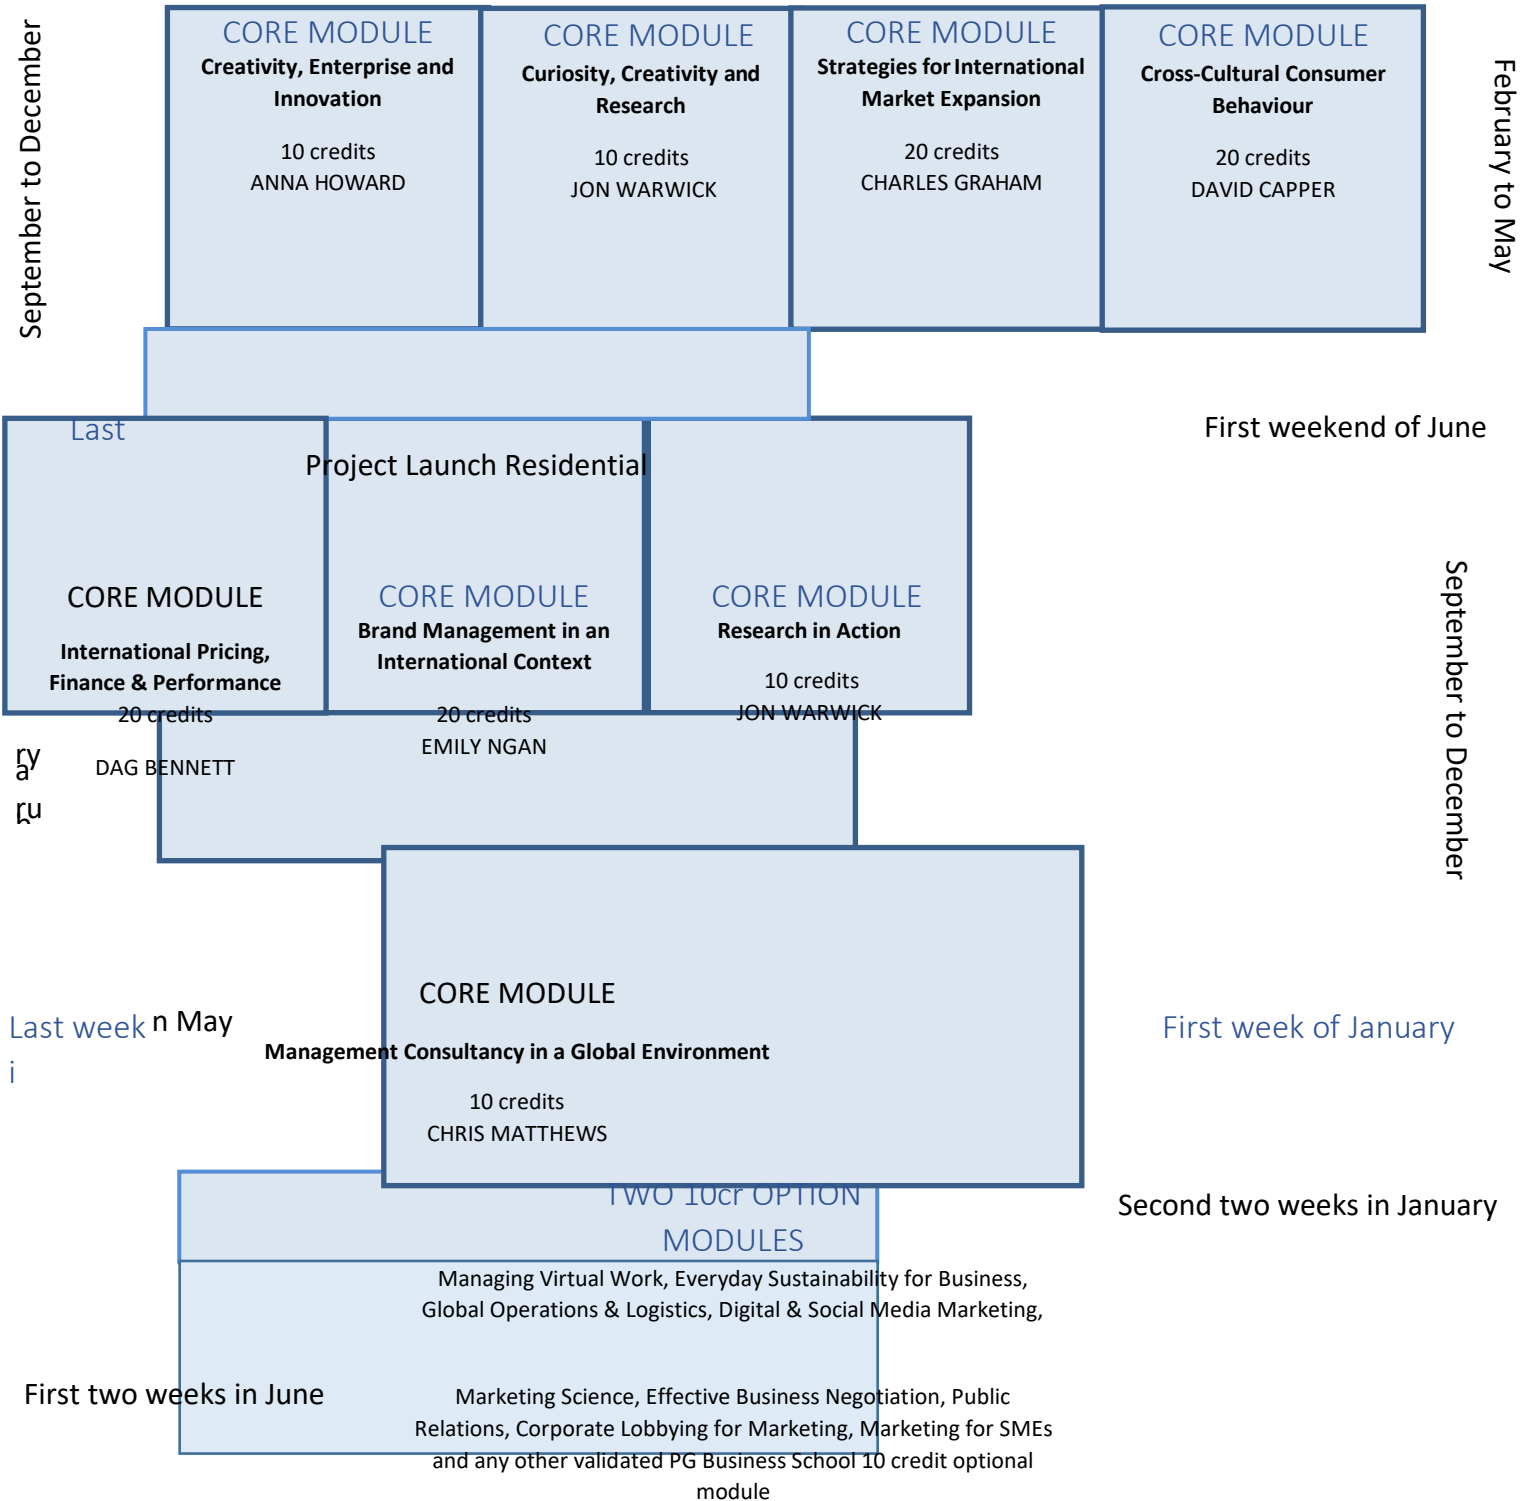 September to December
CORE MODULE
Creativity, Enterprise and
Innovation
10 credits
ANNA HOWARD
CORE MODULE
Curiosity, Creativity and
Research
10 credits
JON WARWICK
CORE MODULE
Strategies for International
Market Expansion
20 credits
CHARLES GRAHAM
CORE MODULE
Cross-Cultural Consumer
Behaviour
20 credits
DAVID CAPPER
February to May
Last
Project Launch Residential
First weekend of June
CORE MODULE
International Pricing,
Finance & Performance
20 credits
DAG BENNETT
CORE MODULE
Brand Management in an
International Context
20 credits
EMILY NGAN
CORE MODULE
Research in Action
10 credits
JON WARWICK
September to December
ry
a
ru
CORE MODULE
Management Consultancy in a Global Environment
10 credits
CHRIS MATTHEWS
Last week n May
i
First week of January
TWO 10cr OPTION
MODULES
Second two weeks in January
Managing Virtual Work, Everyday Sustainability for Business,
Global Operations & Logistics, Digital & Social Media Marketing,
First two weeks in June
Marketing Science, Effective Business Negotiation, Public
Relations, Corporate Lobbying for Marketing, Marketing for SMEs
and any other validated PG Business School 10 credit optional
module